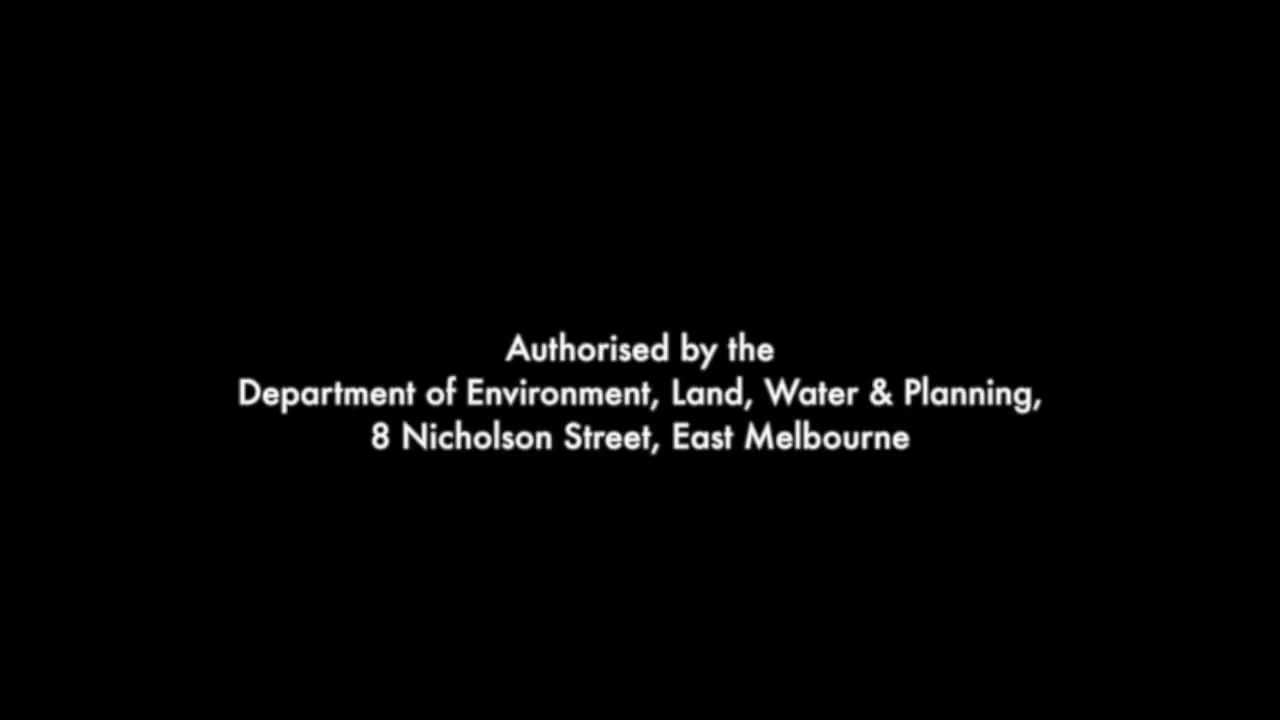 Authorised by the
Department of Environment, Land, Water & Planning,
8 Nicholson Street, East Melbourne